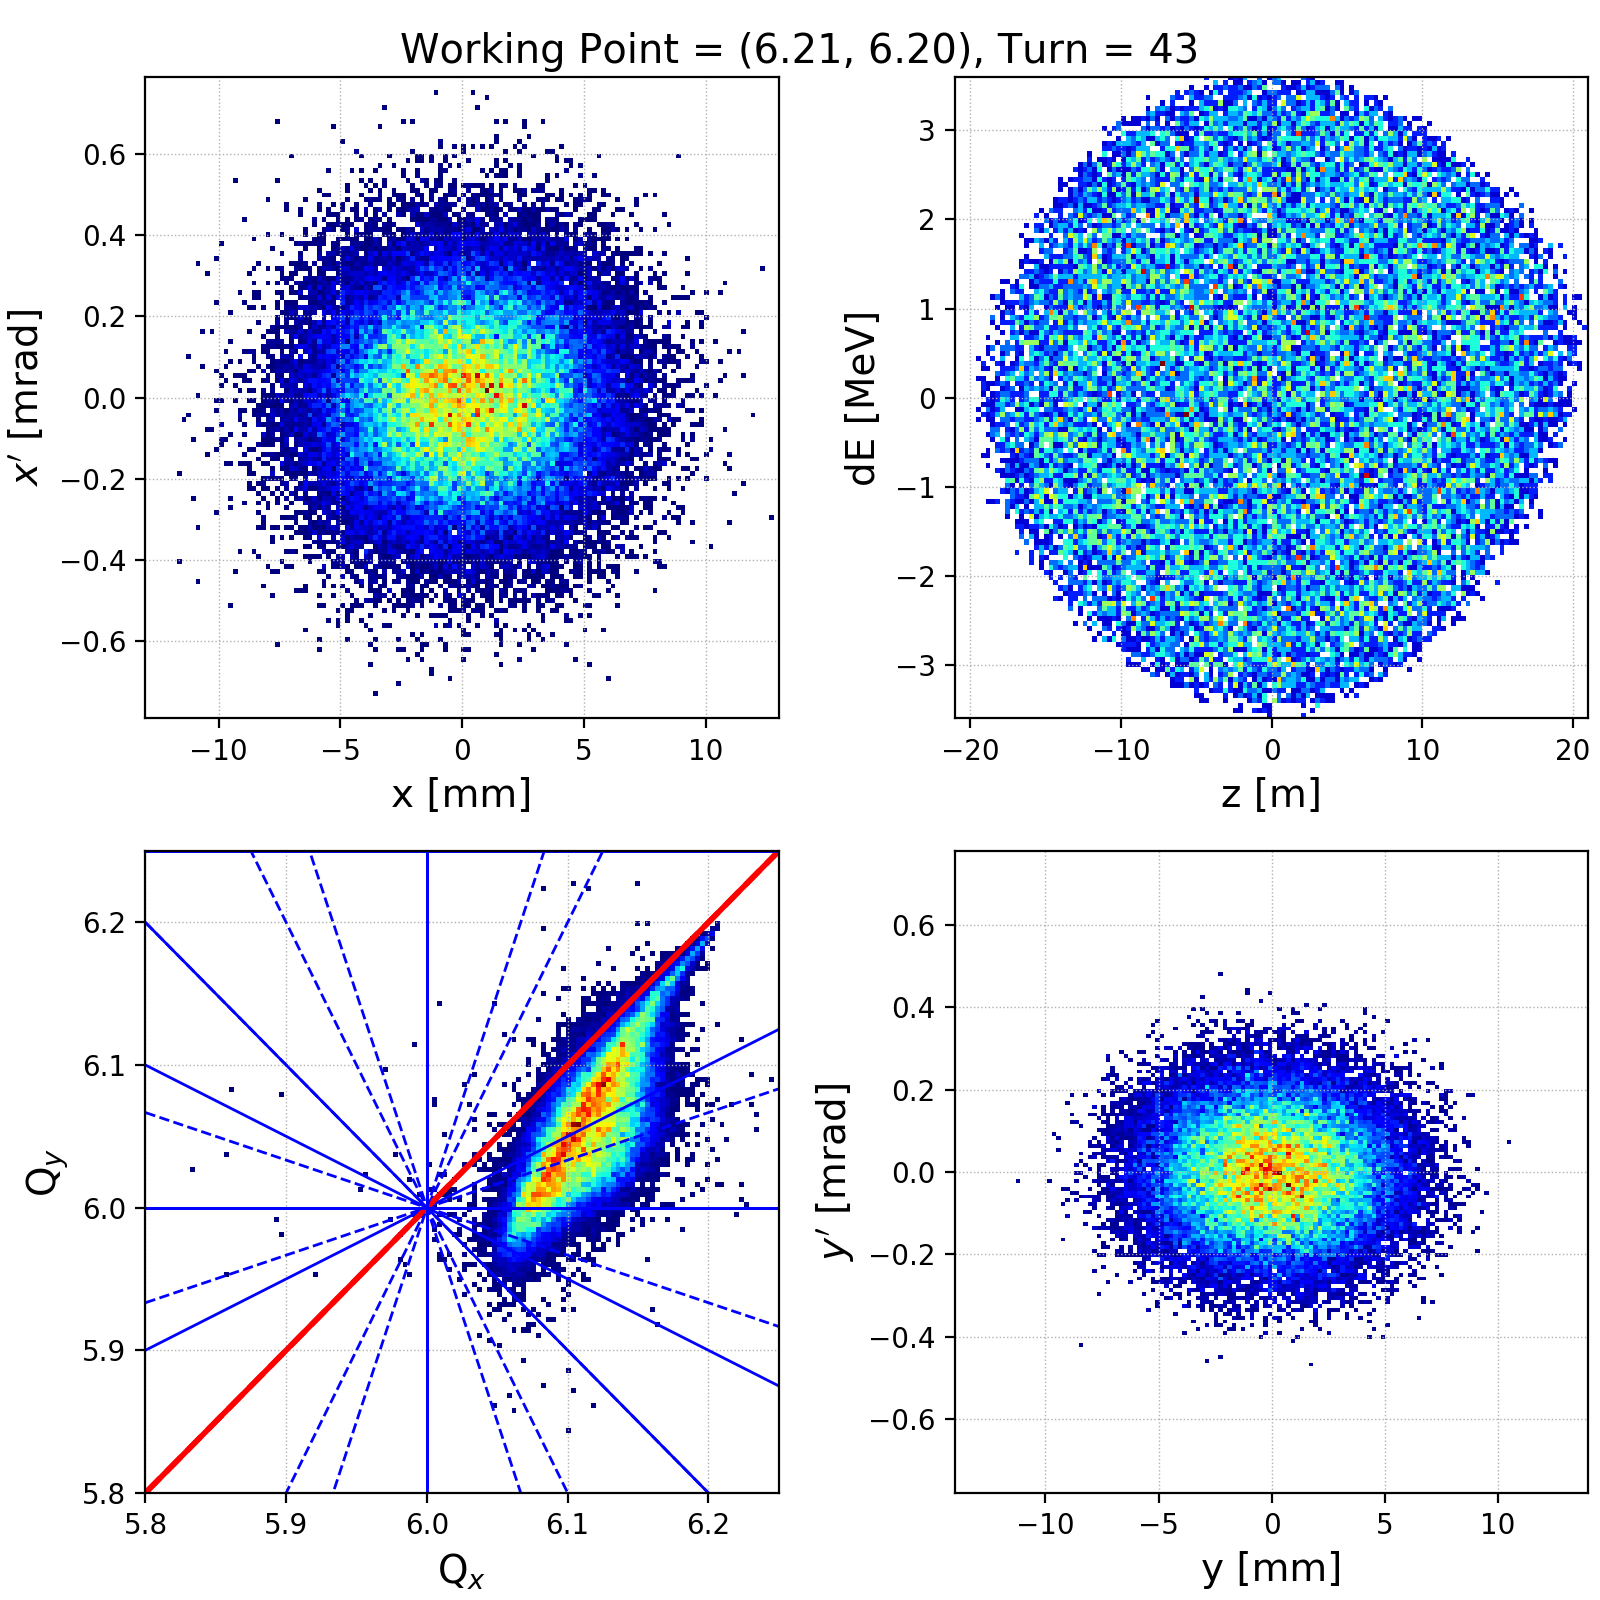 Working Point = (6.21, 6.20), Turn = 43
0.6
0.4
0.2
0.0
−0.2
−0.4
−0.6
x′ [mrad]
−10 −5 0 5 10
x [mm]
3
2
1
0
−1
−2
−3
dE [MeV]
−20 −10 0 10 20
z [m]
6.2
6.1
6.0
5.9
5.8
Qy
5.8 5.9 6.0 6.1 6.2
Qx
0.6
0.4
0.2
0.0
−0.2
−0.4
−0.6
y′ [mrad]
−10 −5 0 5 10
y [mm]